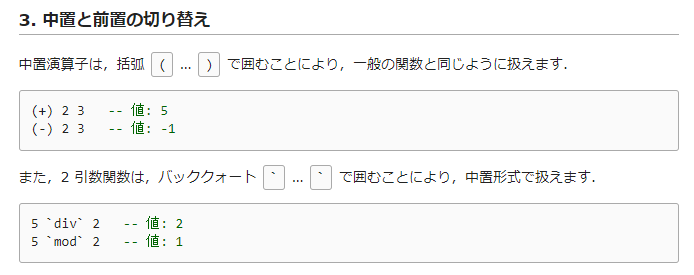 3. 中置と前置の切り替え
中置演算子は，括弧 ( … ) で囲むことにより，一般の関数と同じように扱えます．
(+) 2 3   -- 値: 5
(-) 2 3   -- 値: -1
また，2 引数関数は，バッククォート ` … ` で囲むことにより，中置形式で扱えます．
5 `div` 2   -- 値: 2
5 `mod` 2   -- 値: 1